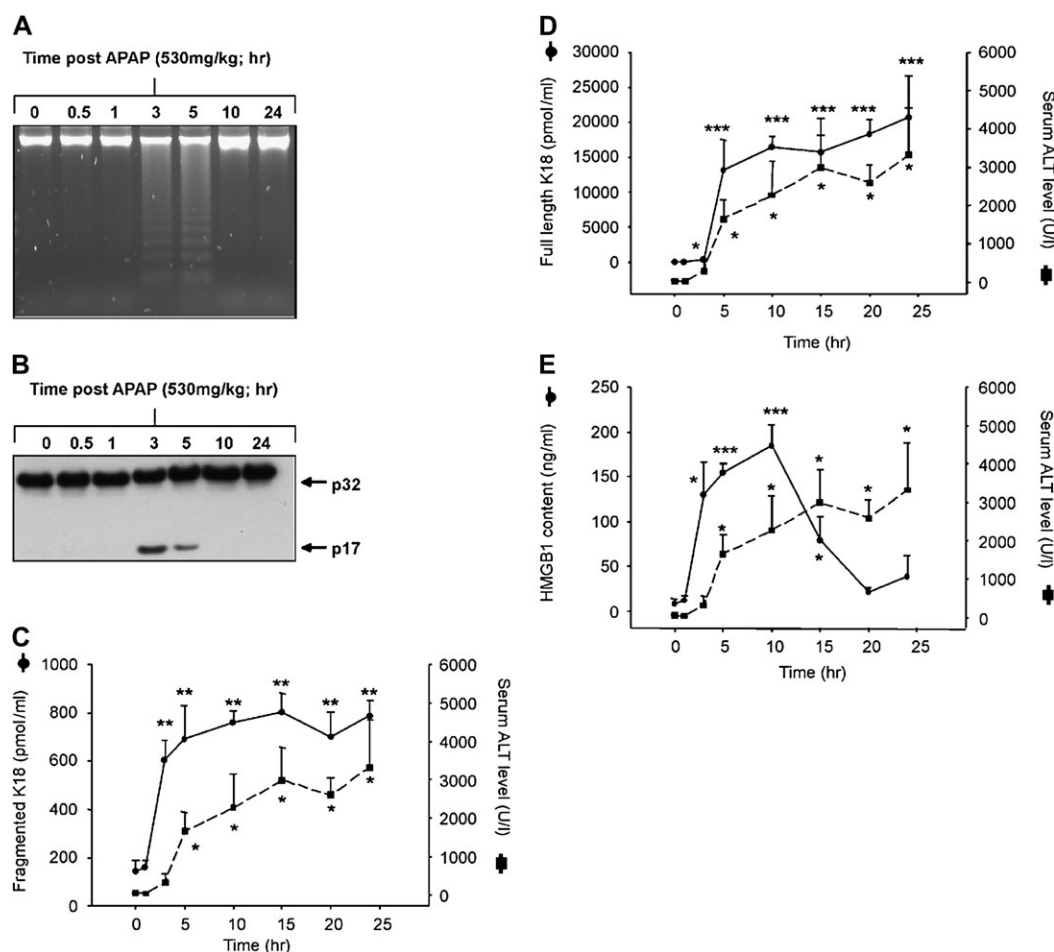 A
Time post APAP (530mg/kg; hr)
0 0.5 1 3 5 10 24
B
Time post APAP (530mg/kg; hr)
0 0.5 1 3 5 10 24
p32
p17
C
Fragmented K18 (pmol/ml)
1000
800
600
400
200
0
** ** ** ** ** **
* * * * *
6000
5000
4000
3000
2000
1000
0
Serum ALT level (U/l)
0 5 10 15 20 25
Time (hr)
D
Full length K18 (pmol/ml)
30000
25000
20000
15000
10000
5000
0
* *** *** *** *** ***
* * * * *
6000
5000
4000
3000
2000
1000
0
Serum ALT level (U/l)
0 5 10 15 20 25
Time (hr)
E
HMGB1 content (ng/ml)
250
200
150
100
50
0
* *** *** *
* * * * *
6000
5000
4000
3000
2000
1000
0
Serum ALT level (U/l)
0 5 10 15 20 25
Time (hr)